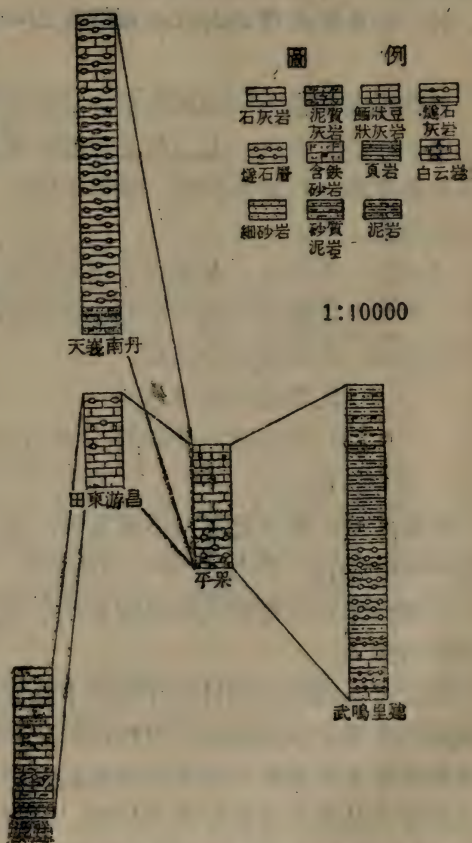 圖 例
石灰岩 泥質灰岩 鲕狀豆狀灰岩 燧石灰岩
燧石層 含鉄砂岩 頁岩 白云岩
細砂岩 砂質泥岩 泥岩
1:10000
天峩南丹
田東游昌
平果
武鳴里建